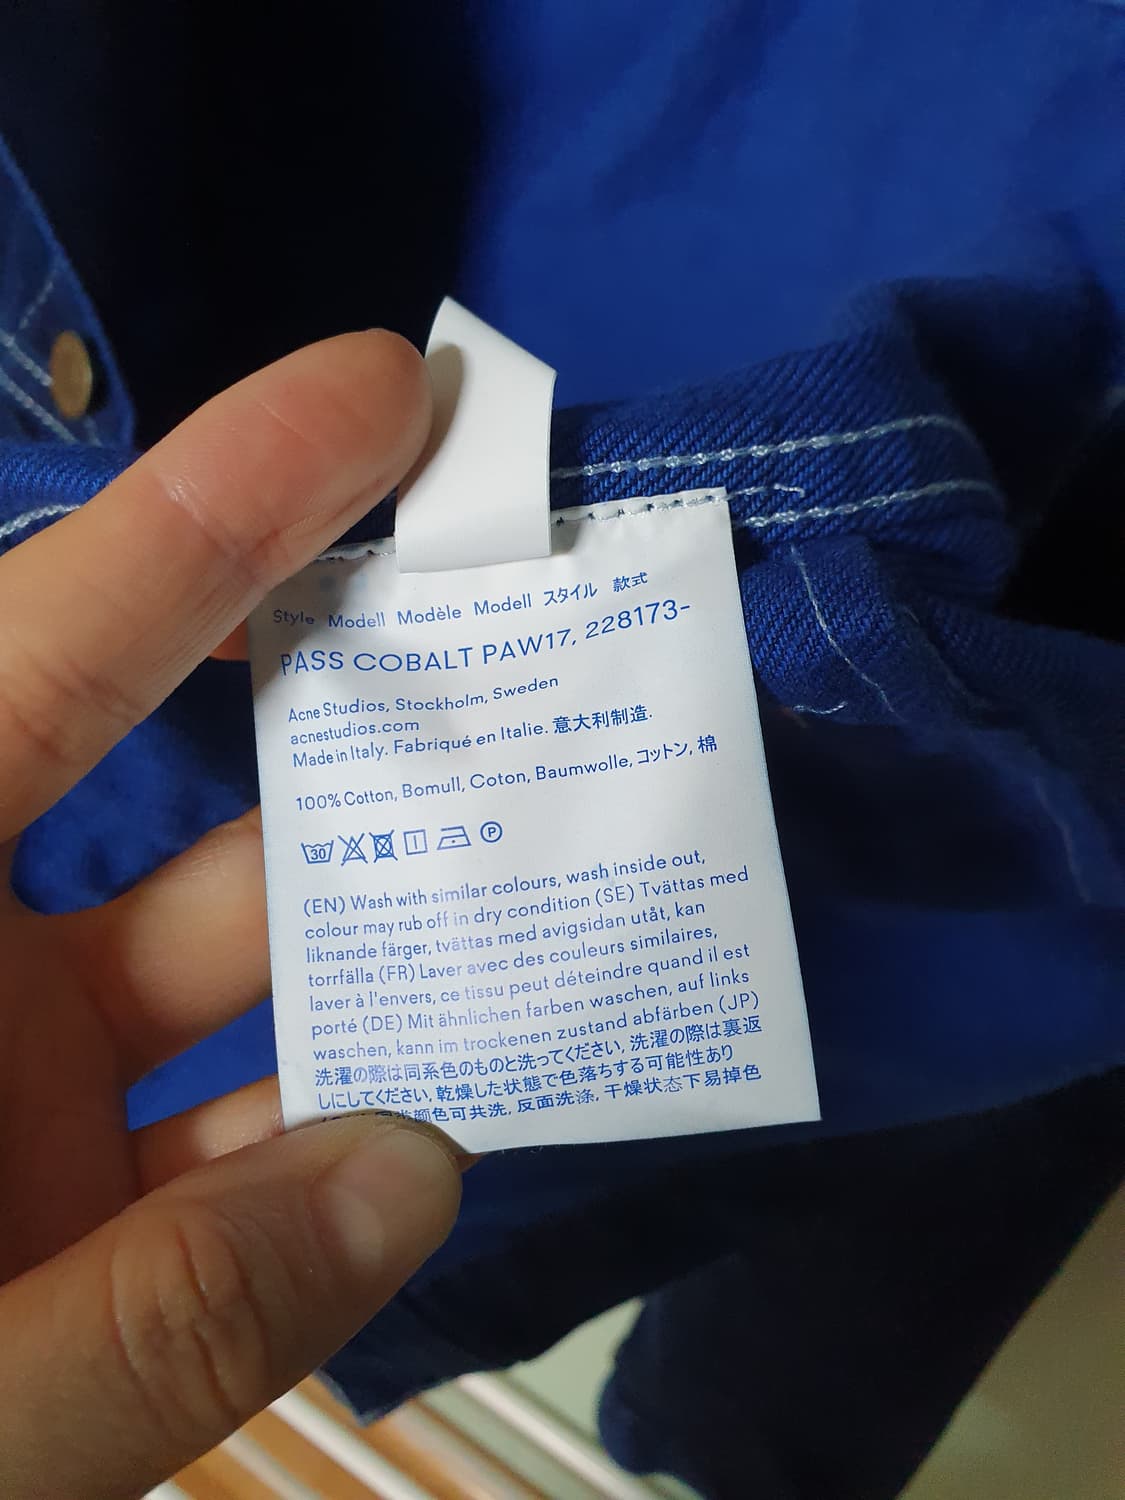 Style Modell Modèle Modell スタイル 款式
PASS COBALT PAW17, 228173-
Acne Studios, Stockholm, Sweden
acnestudios.com
Made in Italy. Fabriqué en Italie. 意大利制造.
100% Cotton, Bomull, Coton, Baumwolle, コットン, 棉
30 P
(EN) Wash with similar colours, wash inside out,
colour may rub off in dry condition (SE) Tvättas med
liknande färger, tvättas med avigsidan utåt, kan
torrfälla (FR) Laver avec des couleurs similaires,
laver à l'envers, ce tissu peut déteindre quand il est
porté (DE) Mit ähnlichen farben waschen, auf links
waschen, kann im trockenen zustand abfärben (JP)
洗濯の際は同系色のものと洗ってください, 洗濯の際は裏返
しにしてください, 乾燥した状態で色落ちする可能性あり
颜色可共洗, 反面洗涤, 干燥状态下易掉色